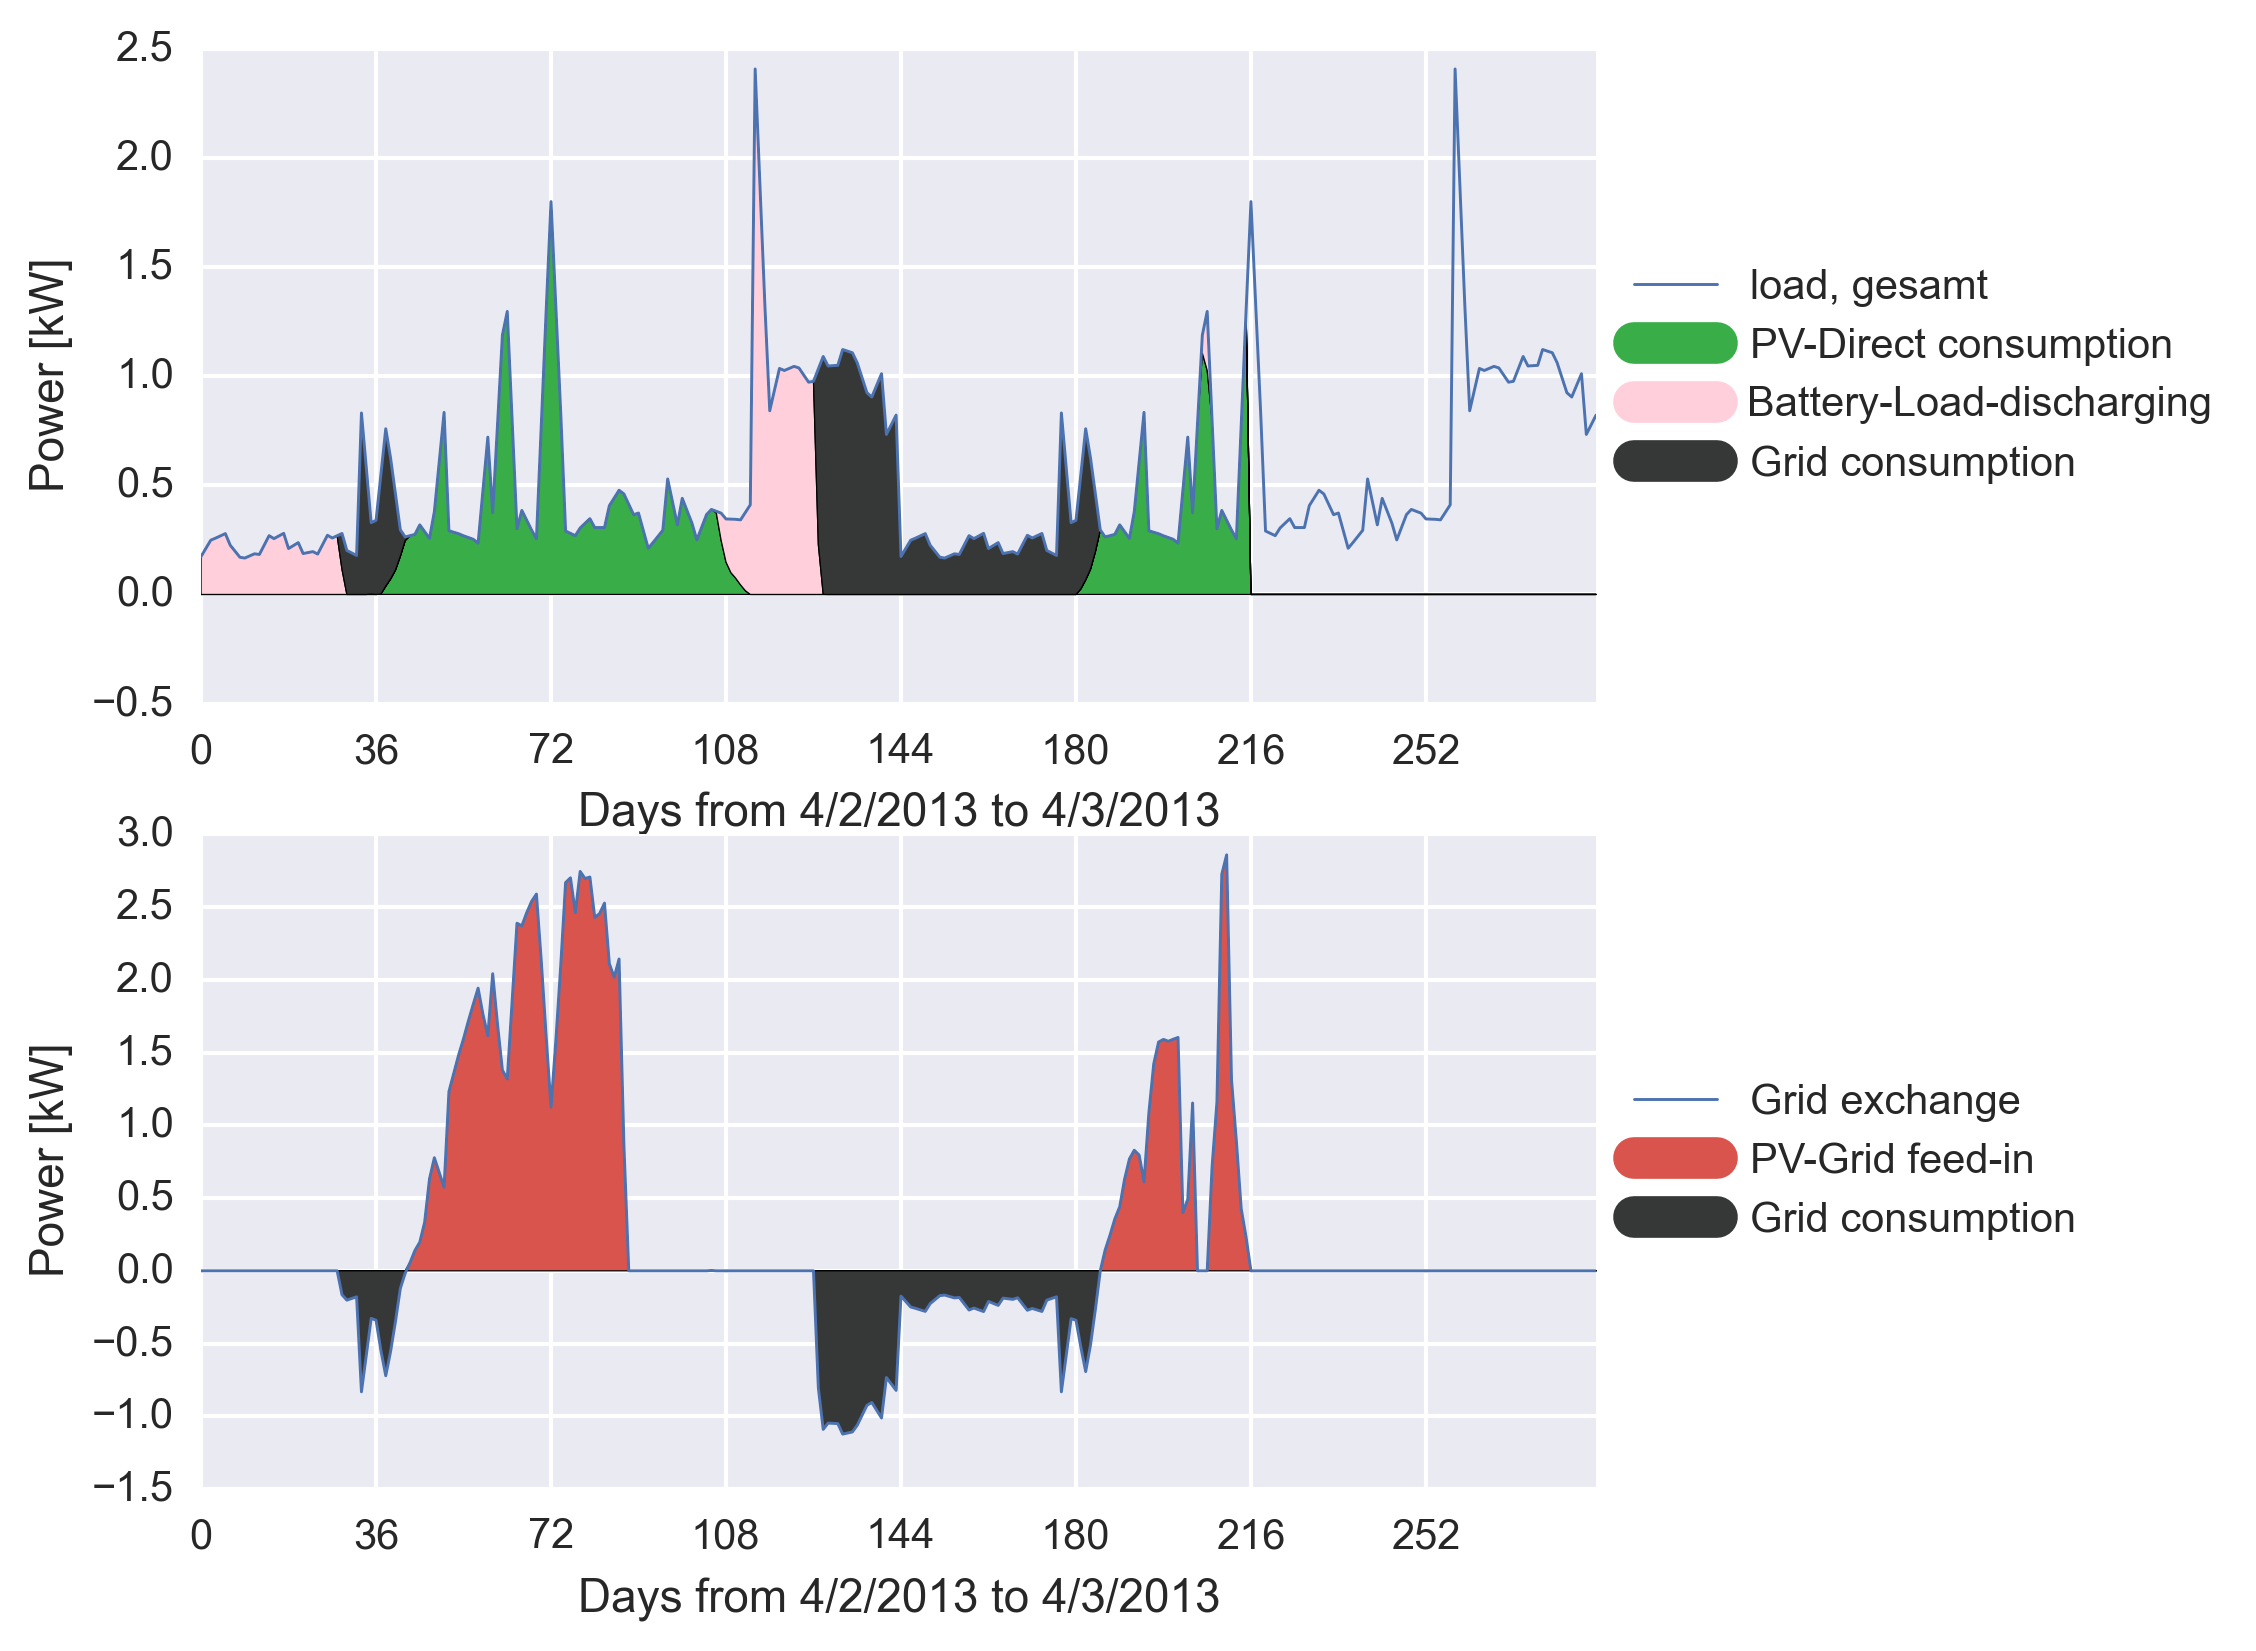 2.5
2.0
1.5
1.0
0.5
0.0
−0.5
Power [kW]
0 36 72 108 144 180 216 252
Days from 4/2/2013 to 4/3/2013
load, gesamt
PV-Direct consumption
Battery-Load-discharging
Grid consumption
3.0
2.5
2.0
1.5
1.0
0.5
0.0
−0.5
−1.0
−1.5
Power [kW]
0 36 72 108 144 180 216 252
Days from 4/2/2013 to 4/3/2013
Grid exchange
PV-Grid feed-in
Grid consumption